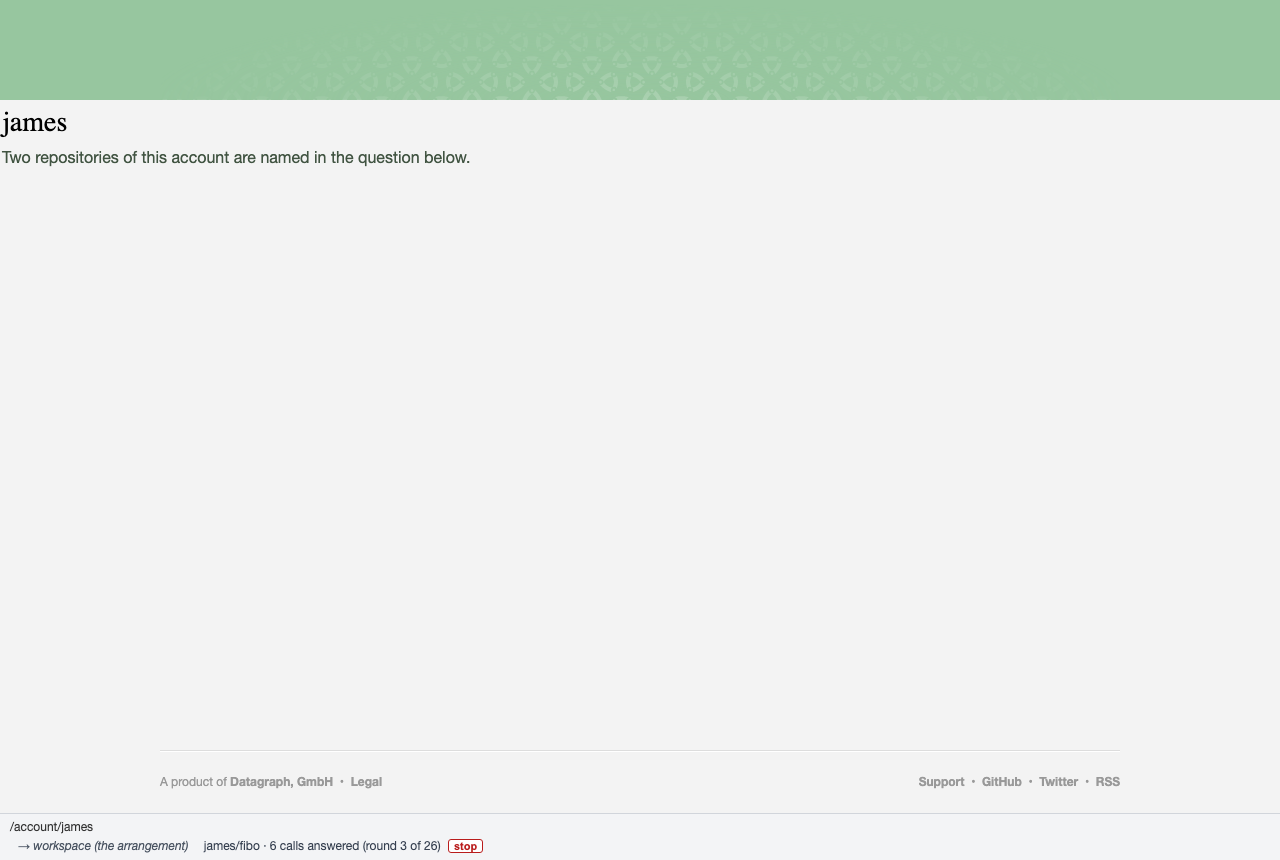 james
Two repositories of this account are named in the question below.
A product of Datagraph, GmbH • Legal
Support • GitHub • Twitter • RSS
/account/james
→ workspace (the arrangement) james/fibo · 6 calls answered (round 3 of 26) stop